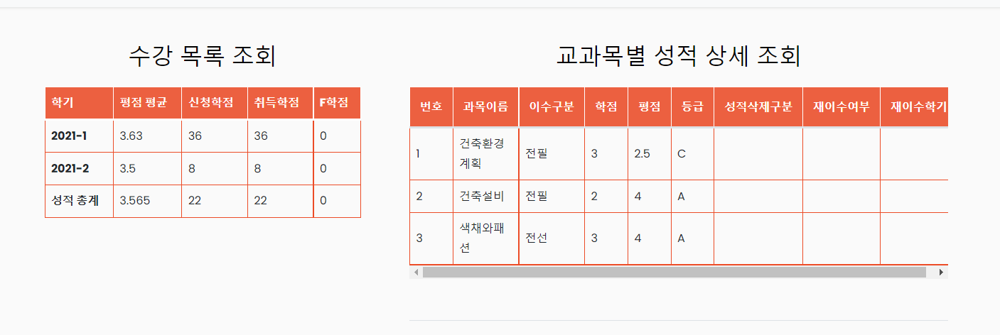 수강 목록 조회
학기 평점 평균 신청학점 취득학점 F학점
2021-1 3.63 36 36 0
2021-2 3.5 8 8 0
성적 총계 3.565 22 22 0
교과목별 성적 상세 조회
번호 과목이름 이수구분 학점 평점 등급 성적삭제구분 재이수여부 재이수학기
1 건축환경 전필 3 2.5 C
계획
2 건축설비 전필 2 4 A
3 색채와패 전선 3 4 A
션